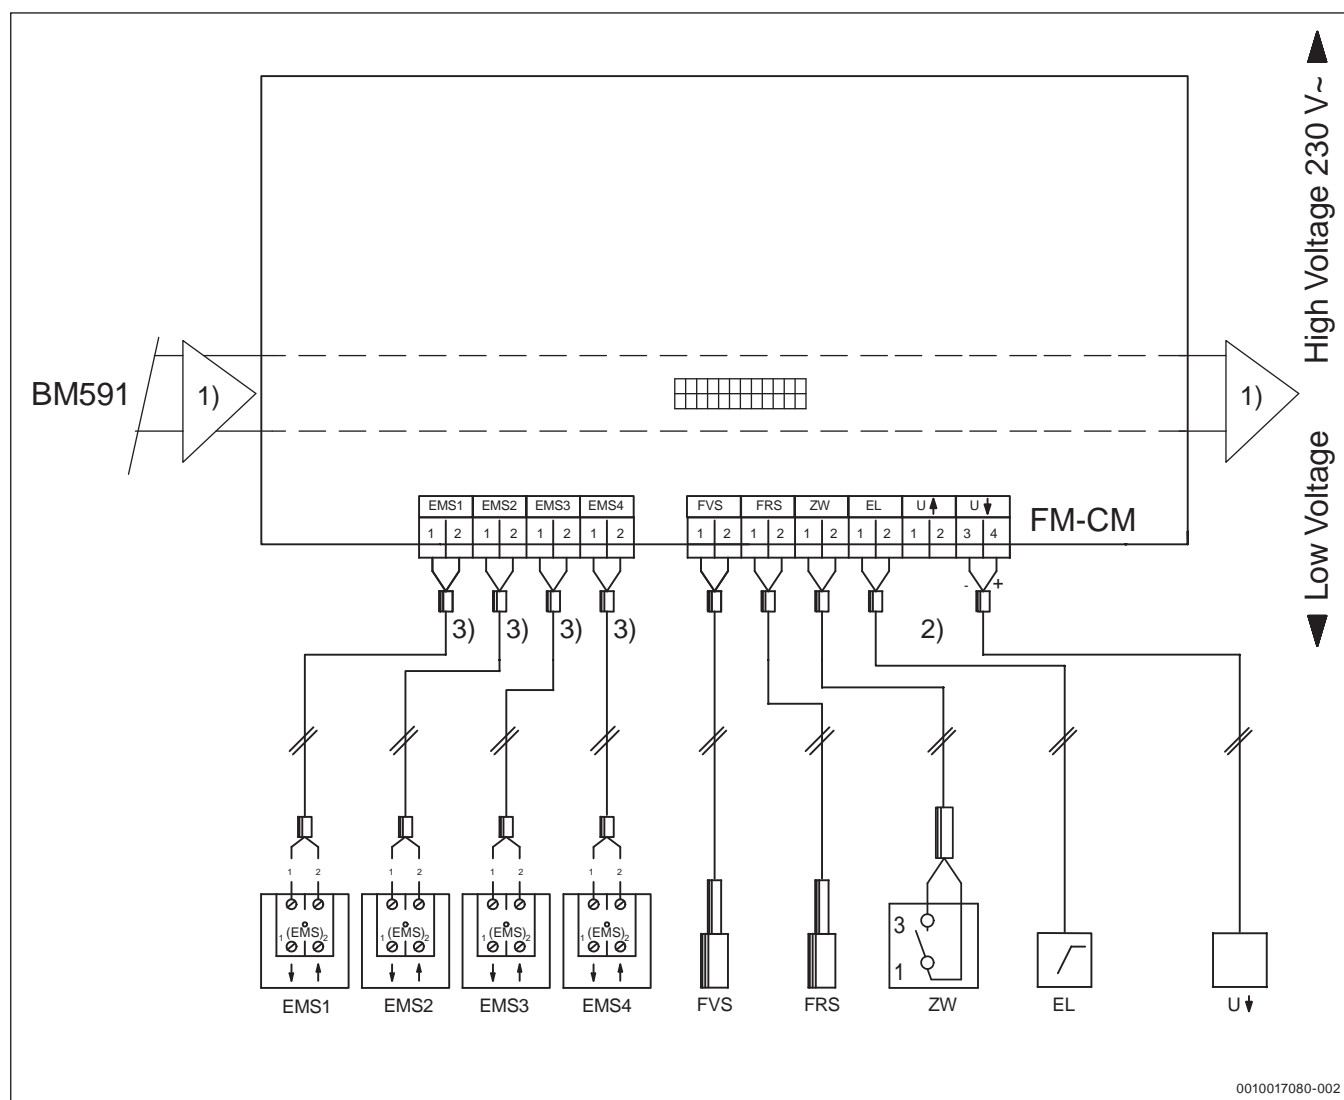 High Voltage 230 V~
Low Voltage
BM591
1)
1)
EMS1 EMS2 EMS3 EMS4
FVS FRS ZW EL U U
1 2 1 2 1 2 1 2
1 2 1 2 1 2 1 2 1 2 3 4
FM-CM
- +
3) 3) 3) 3)
2)
1 2 1 2 1 2 1 2
1 (EMS) 2
1 (EMS) 2
1 (EMS) 2
1 (EMS) 2
3
1
EMS1 EMS2 EMS3 EMS4 FVS FRS ZW EL U
0010017080-002